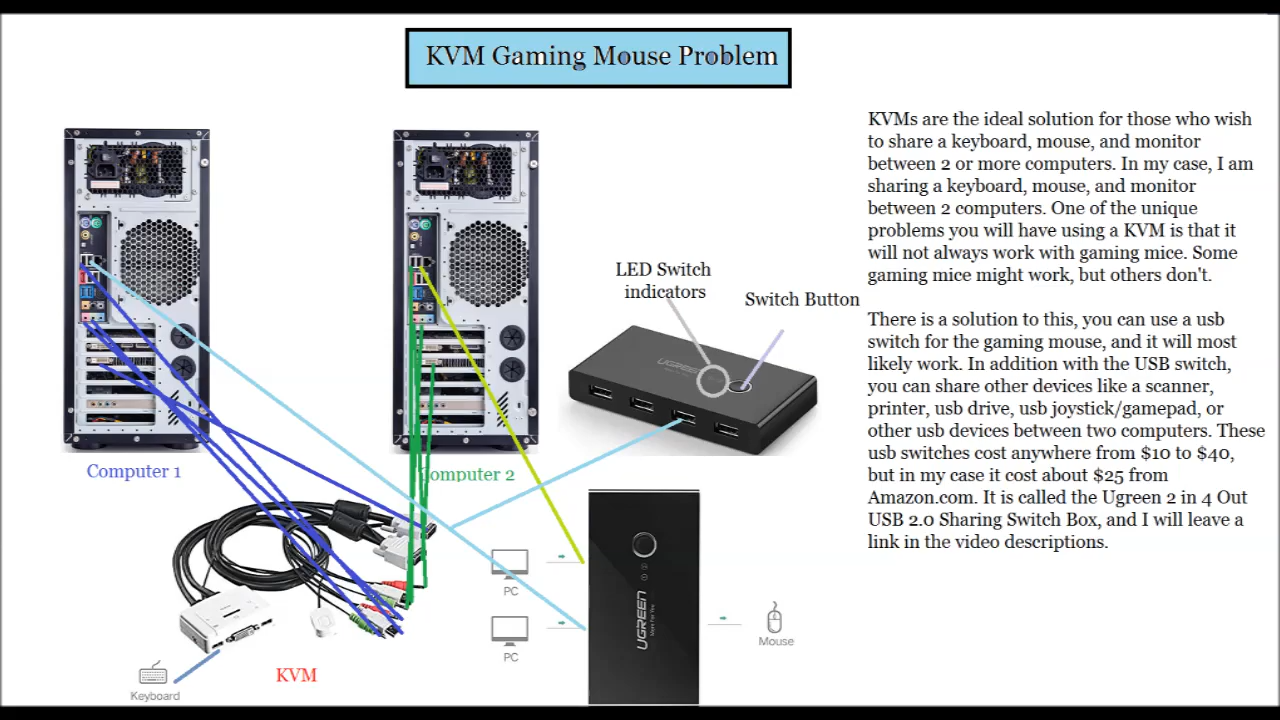 KVM Gaming Mouse Problem
KVMs are the ideal solution for those who wish
to share a keyboard, mouse, and monitor
between 2 or more computers. In my case, I am
sharing a keyboard, mouse, and monitor
between 2 computers. One of the unique
problems you will have using a KVM is that it
will not always work with gaming mice. Some
gaming mice might work, but others don't.
There is a solution to this, you can use a usb
switch for the gaming mouse, and it will most
likely work. In addition with the USB switch,
you can share other devices like a scanner,
printer, usb drive, usb joystick/gamepad, or
other usb devices between two computers. These
usb switches cost anywhere from $10 to $40,
but in my case it cost about $25 from
Amazon.com. It is called the Ugreen 2 in 4 Out
USB 2.0 Sharing Switch Box, and I will leave a
link in the video descriptions.
LED Switch
indicators
Switch Button
UGREEN
Computer 1
omputer 2
PC
PC
UGREEN
Mouse
KVM
Keyboard